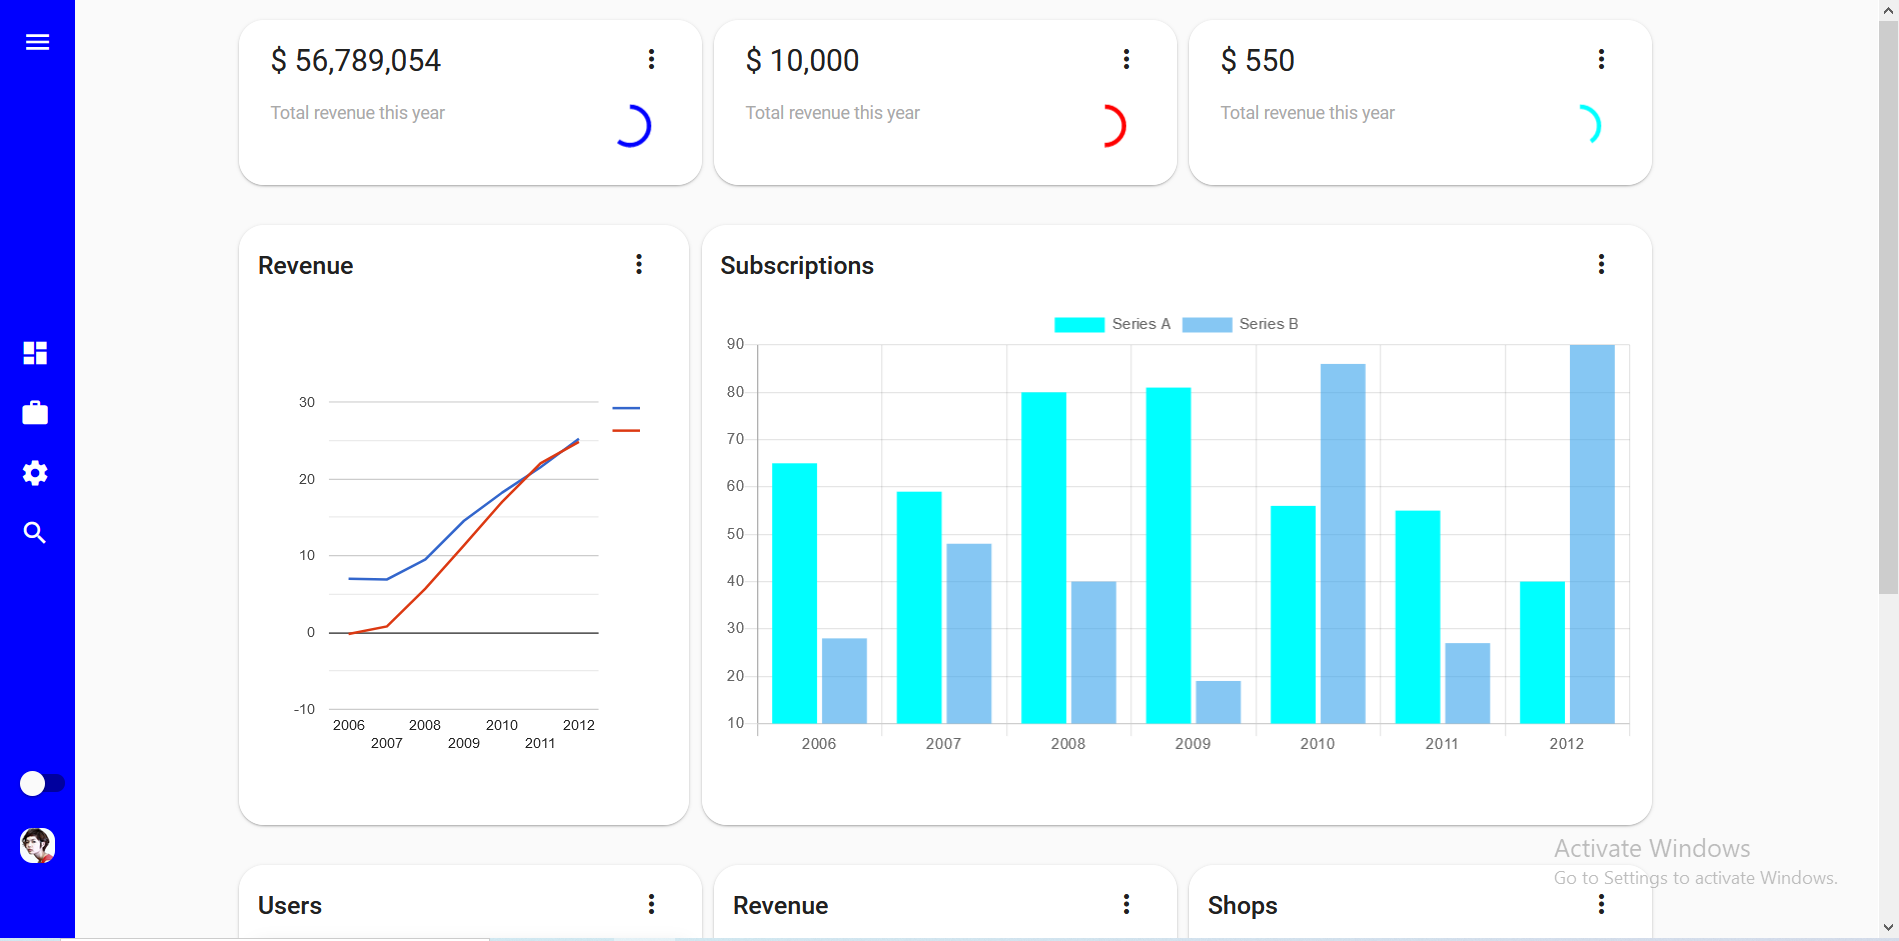 $ 56,789,054
Total revenue this year
$ 10,000
Total revenue this year
$ 550
Total revenue this year
Revenue
30
20
10
0
-10
2006
2007
2008
2009
2010
2011
2012
Subscriptions
Series A
Series B
90
80
70
60
50
40
30
20
10
2006
2007
2008
2009
2010
2011
2012
Activate Windows
Go to Settings to activate Windows.
Users
Revenue
Shops